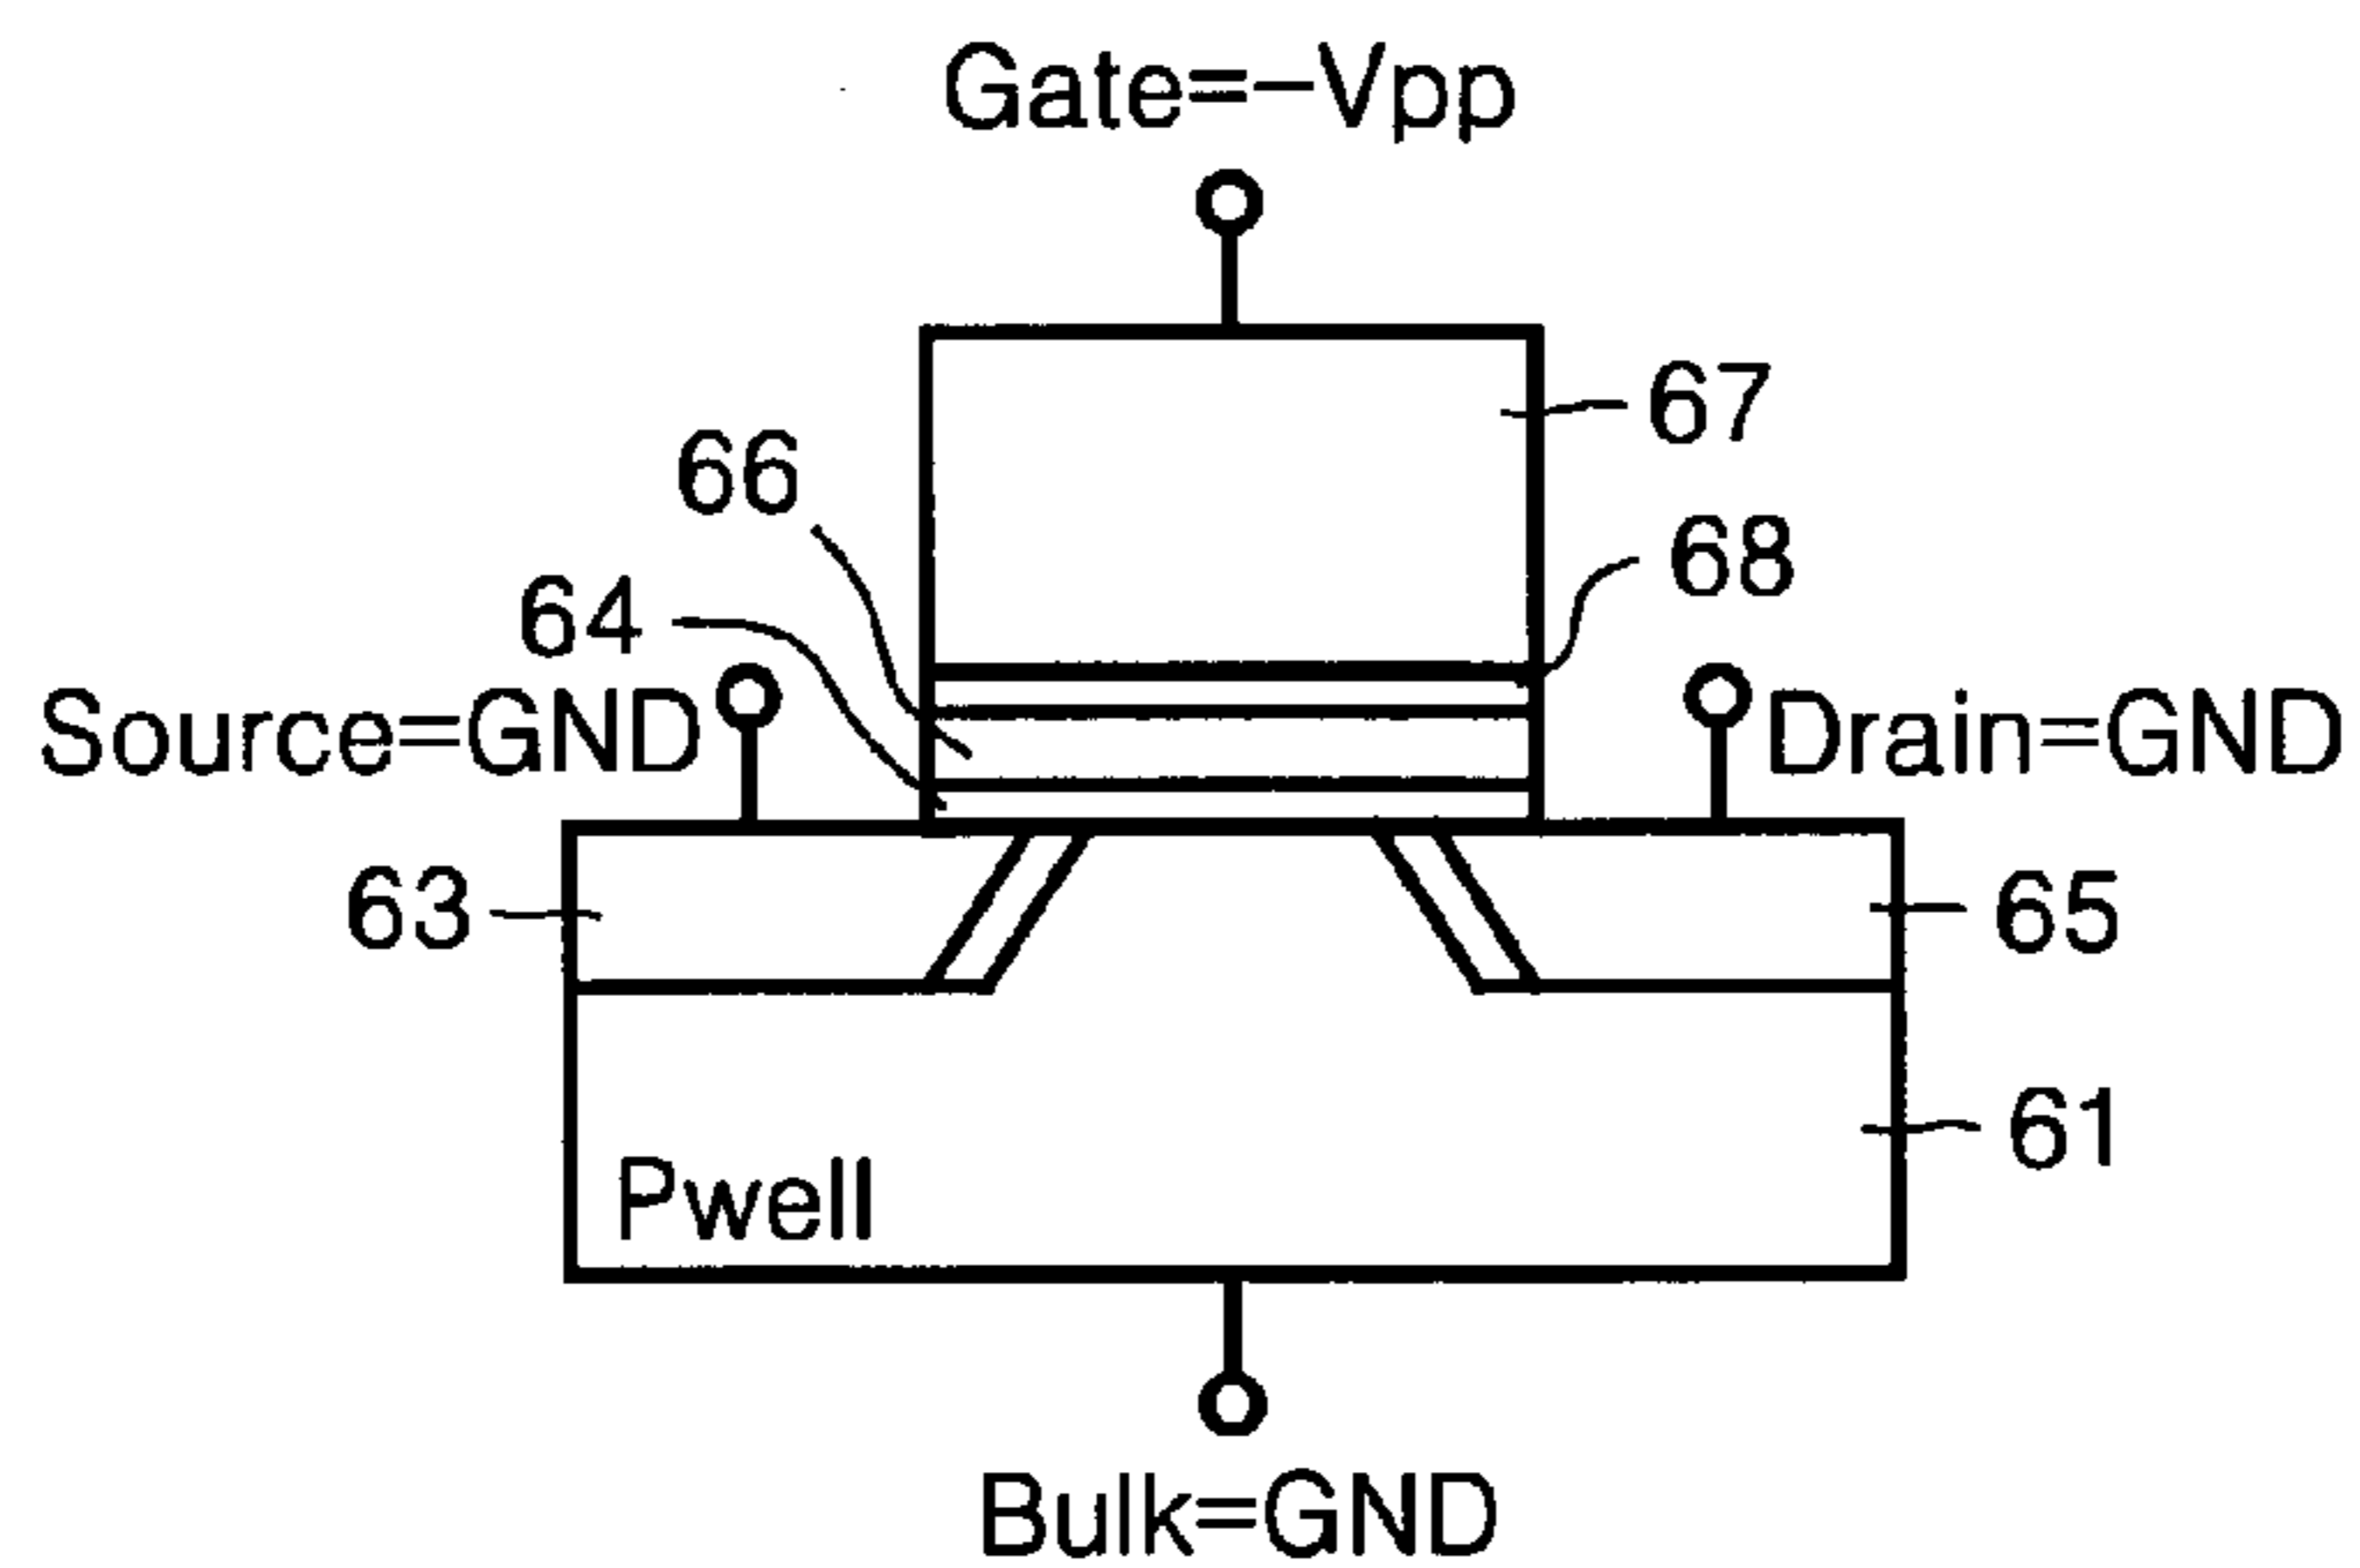 Gate=−Vpp
67
66
68
64
Source=GND
Drain=GND
63
65
61
Pwell
Bulk=GND